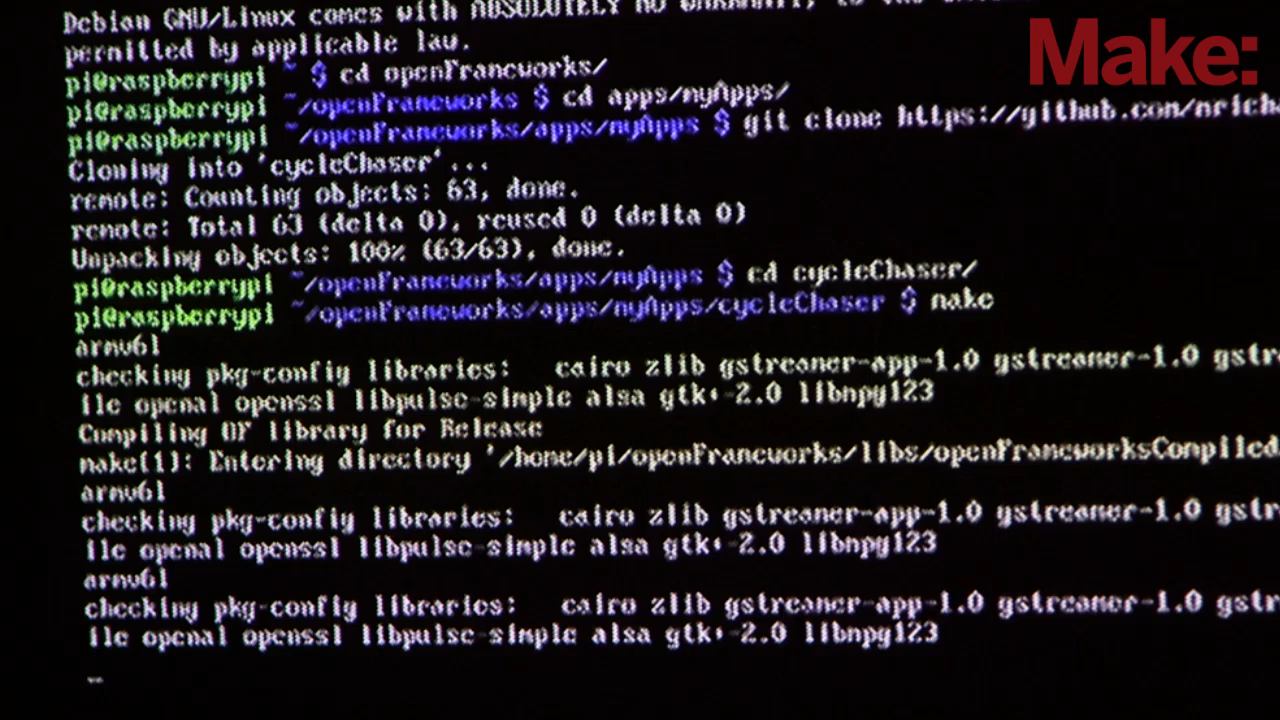 Make:
Debian GNU/Linux comes with ABSOLUTELY NO WARRANTY, to the
permitted by applicable law.
pi@raspberrypi ~ $ cd openFrameworks/
pi@raspberrypi ~/openFrameworks $ cd apps/myApps/
pi@raspberrypi ~/openFrameworks/apps/myApps $ git clone https://github.com/nrich
Cloning into 'cycleChaser'...
remote: Counting objects: 63, done.
remote: Total 63 (delta 0), reused 0 (delta 0)
Unpacking objects: 100% (63/63), done.
pi@raspberrypi ~/openFrameworks/apps/myApps $ cd cycleChaser/
pi@raspberrypi ~/openFrameworks/apps/myApps/cycleChaser $ make
armv6l
checking pkg-config libraries:   cairo zlib gstreamer-app-1.0 gstreamer-1.0 gstr
ile openal openssl libpulse-simple alsa gtk+-2.0 libmpg123
Compiling OF library for Release
make[1]: Entering directory '/home/pi/openFrameworks/libs/openFrameworksCompiled
armv6l
checking pkg-config libraries:   cairo zlib gstreamer-app-1.0 gstreamer-1.0 gstr
ile openal openssl libpulse-simple alsa gtk+-2.0 libmpg123
armv6l
checking pkg-config libraries:   cairo zlib gstreamer-app-1.0 gstreamer-1.0 gstr
ile openal openssl libpulse-simple alsa gtk+-2.0 libmpg123